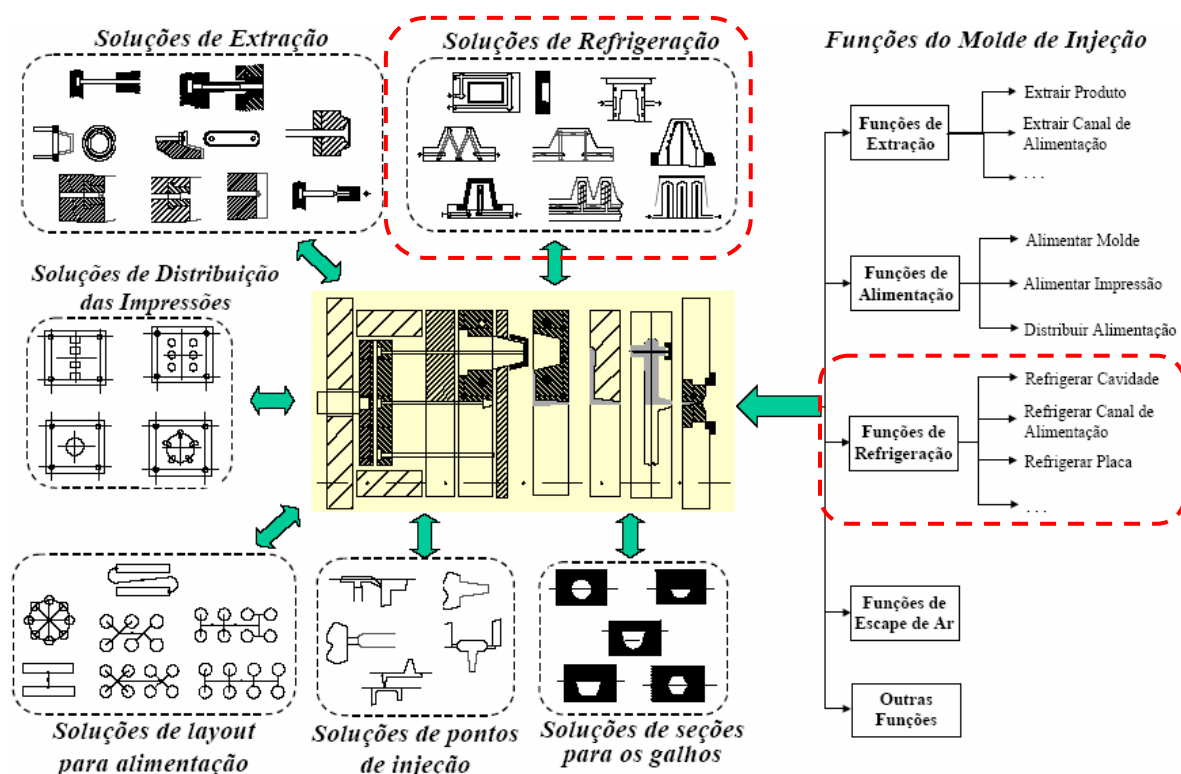 Soluções de Extração
Soluções de Refrigeração
Funções do Molde de Injeção
Soluções de Distribuição
das Impressões
Soluções de layout
para alimentação
Soluções de pontos
de injeção
Soluções de seções
para os galhos
Funções de
Extração
Extrair Produto
Extrair Canal de
Alimentação
. . .
Funções de
Alimentação
Alimentar Molde
Alimentar Impressão
Distribuir Alimentação
Funções de
Refrigeração
Refrigerar Cavidade
Refrigerar Canal de
Alimentação
Refrigerar Placa
. . .
Funções de
Escape de Ar
Outras
Funções